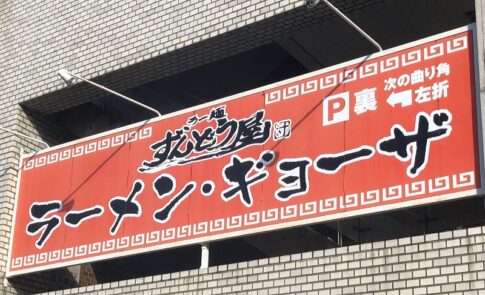 ラー麺
ずんどう屋
ラーメン・ギョーザ
P裏 次の曲り角
左折